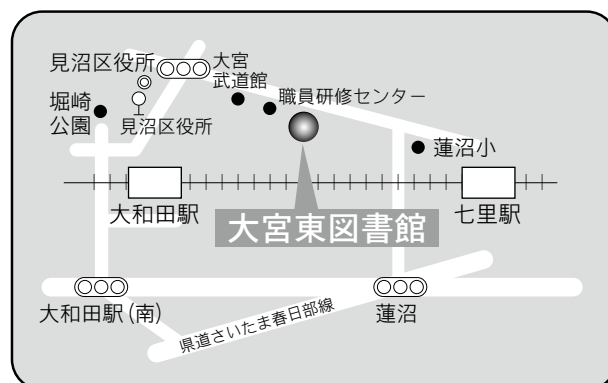 見沼区役所
大宮
武道館
職員研修センター
堀崎
公園
見沼区役所
蓮沼小
大和田駅
七里駅
大宮東図書館
大和田駅(南)
蓮沼
県道さいたま春日部線